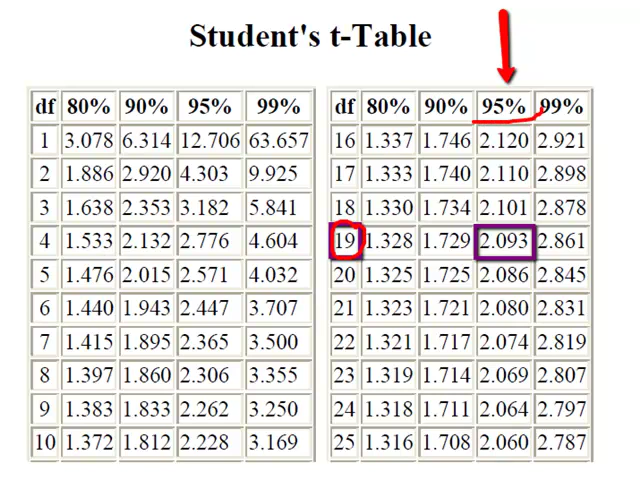 Student's t-Table
df 80% 90% 95% 99% df 80% 90% 95% 99%
1 3.078 6.314 12.706 63.657 16 1.337 1.746 2.120 2.921
2 1.886 2.920 4.303 9.925 17 1.333 1.740 2.110 2.898
3 1.638 2.353 3.182 5.841 18 1.330 1.734 2.101 2.878
4 1.533 2.132 2.776 4.604 19 1.328 1.729 2.093 2.861
5 1.476 2.015 2.571 4.032 20 1.325 1.725 2.086 2.845
6 1.440 1.943 2.447 3.707 21 1.323 1.721 2.080 2.831
7 1.415 1.895 2.365 3.500 22 1.321 1.717 2.074 2.819
8 1.397 1.860 2.306 3.355 23 1.319 1.714 2.069 2.807
9 1.383 1.833 2.262 3.250 24 1.318 1.711 2.064 2.797
10 1.372 1.812 2.228 3.169 25 1.316 1.708 2.060 2.787